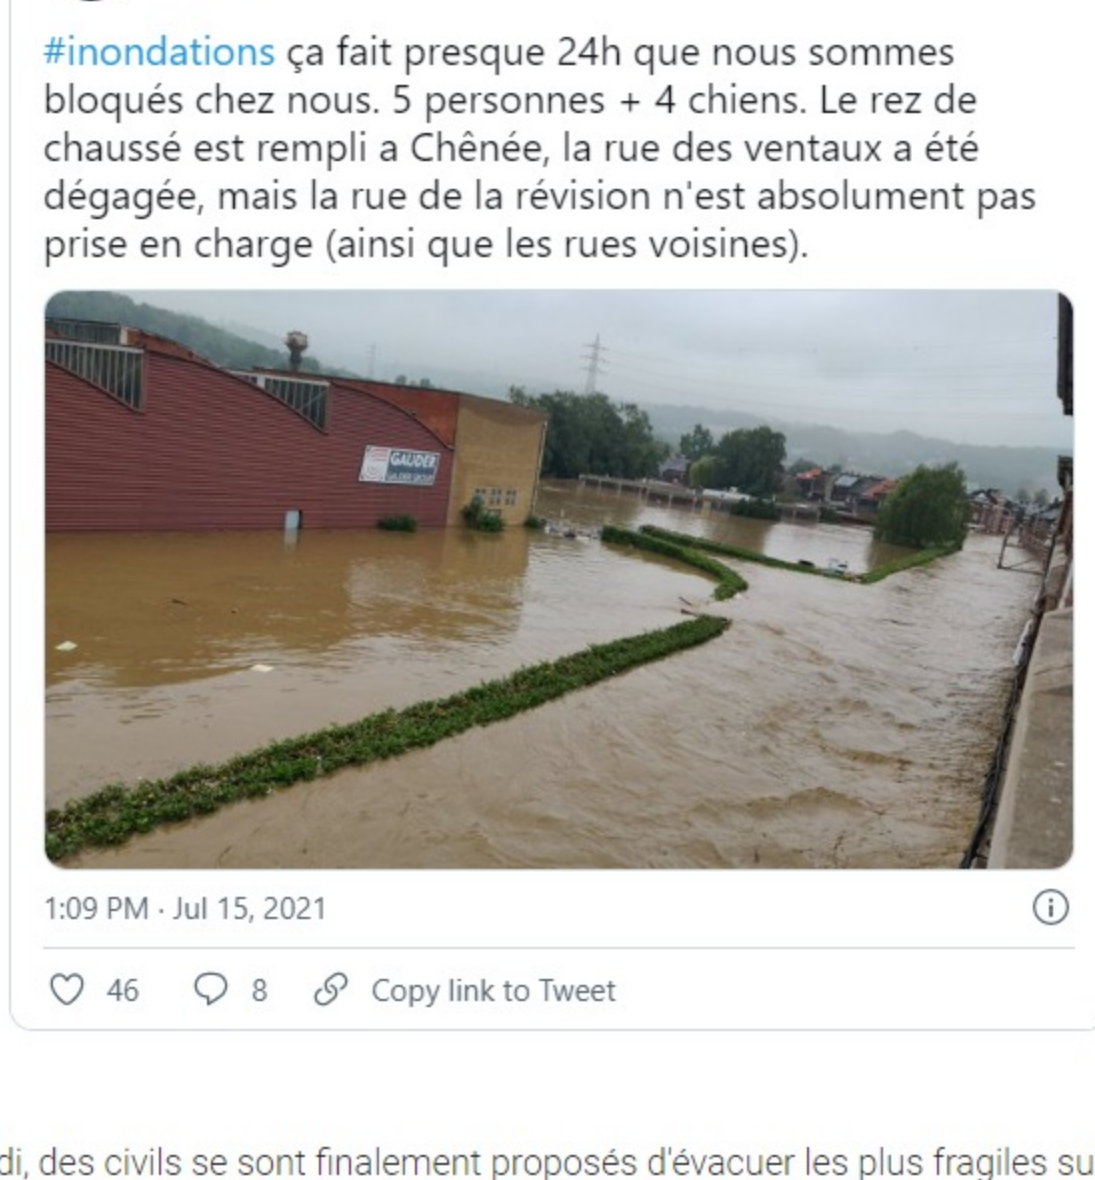 #inondations ça fait presque 24h que nous sommes
bloqués chez nous. 5 personnes + 4 chiens. Le rez de
chaussé est rempli a Chênée, la rue des ventaux a été
dégagée, mais la rue de la révision n'est absolument pas
prise en charge (ainsi que les rues voisines).
GAUDER
GAUDER GROUP
1:09 PM · Jul 15, 2021
46 8 Copy link to Tweet
di, des civils se sont finalement proposés d'évacuer les plus fragiles su